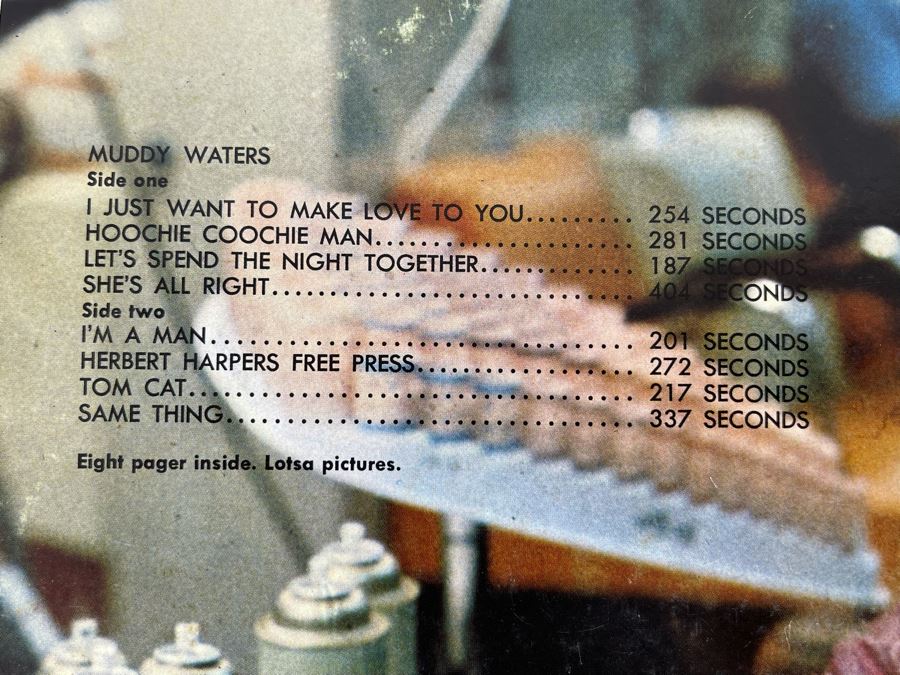 MUDDY WATERS
Side one
I JUST WANT TO MAKE LOVE TO YOU......... 254 SECONDS
HOOCHIE COOCHIE MAN...................... 281 SECONDS
LET'S SPEND THE NIGHT TOGETHER............. 187 SECONDS
SHE'S ALL RIGHT............................... 404 SECONDS
Side two
I'M A MAN.................................... 201 SECONDS
HERBERT HARPERS FREE PRESS.................. 272 SECONDS
TOM CAT...................................... 217 SECONDS
SAME THING.................................. 337 SECONDS
Eight pager inside. Lotsa pictures.